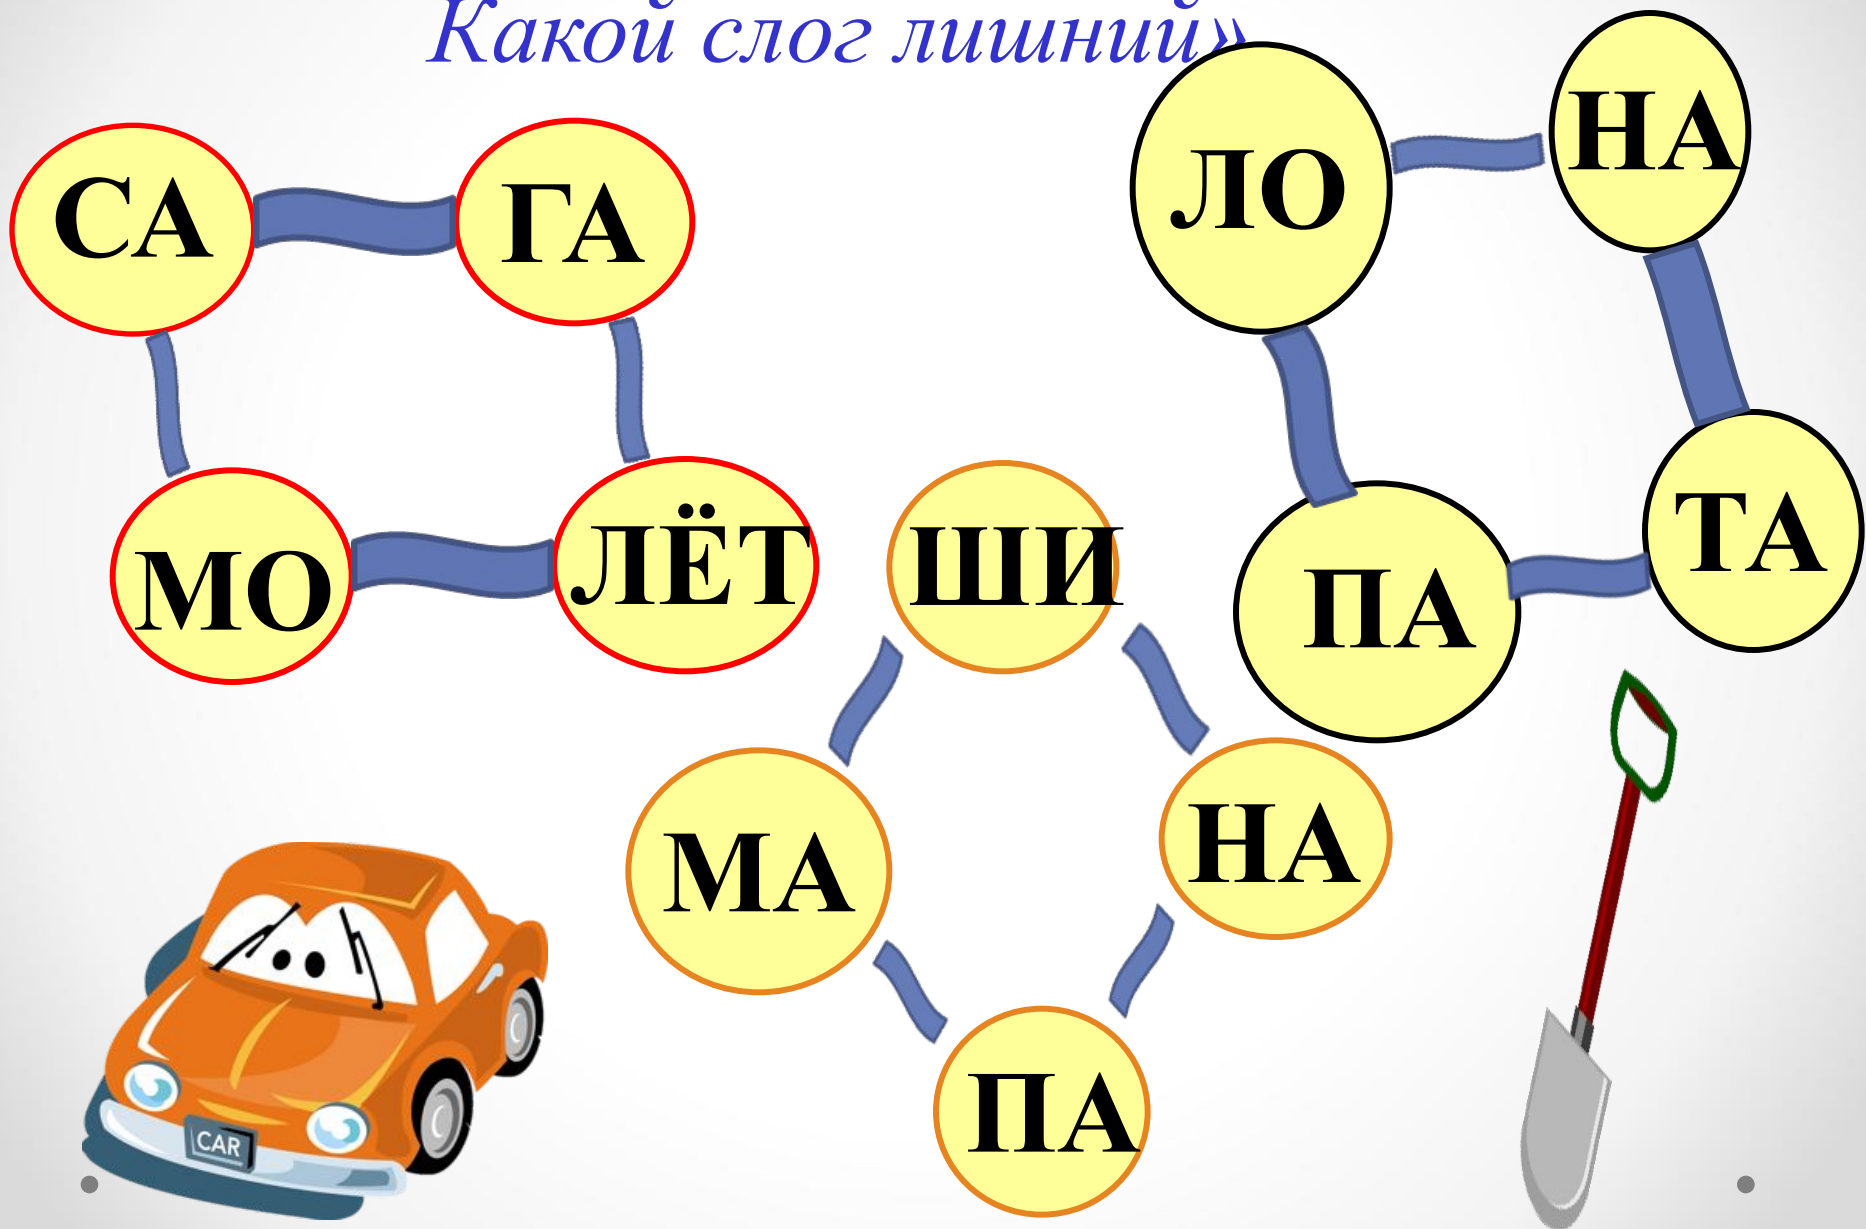 Какой слог лишний»
СА
ГА
МО
ЛЁТ
ЛО
НА
ПА
ТА
ШИ
МА
НА
ПА
CAR